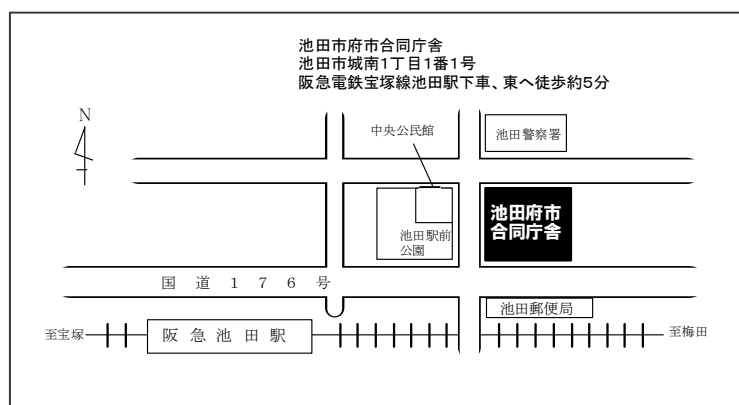 池田市府市合同庁舎
池田市城南1丁目1番1号
阪急電鉄宝塚線池田駅下車、東へ徒歩約5分
N
中央公民館
池田警察署
池田府市
合同庁舎
池田駅前
公園
国道176号
池田郵便局
至宝塚
阪急池田駅
至梅田